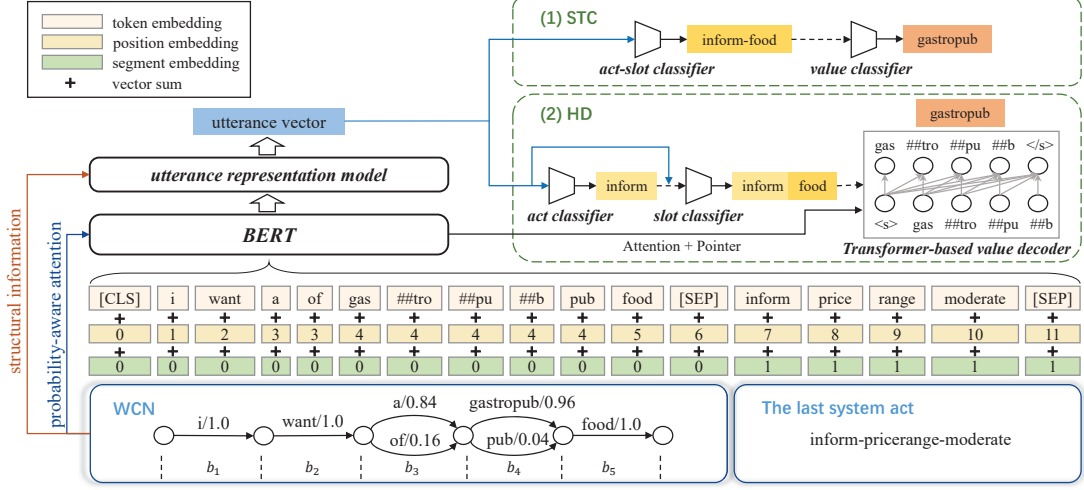 token embedding
position embedding
segment embedding
+ vector sum
utterance vector
utterance representation model
BERT
structural information
probability-aware attention
(1) STC
inform-food
gastropub
act-slot classifier
value classifier
(2) HD
gastropub
gas ##tro ##pu ##b </s>
inform
inform food
act classifier
slot classifier
<s> gas ##tro ##pu ##b
Attention + Pointer
Transformer-based value decoder
[CLS] i want a of gas ##tro ##pu ##b pub food [SEP] inform price range moderate [SEP]
+ + + + + + + + + + + + + + + + +
0 1 2 3 3 4 4 4 4 4 5 6 7 8 9 10 11
+ + + + + + + + + + + + + + + + +
0 0 0 0 0 0 0 0 0 0 0 0 1 1 1 1 1
WCN
a/0.84 gastropub/0.96
i/1.0 want/1.0 food/1.0
of/0.16 pub/0.04
b1 b2 b3 b4 b5
The last system act
inform-pricerange-moderate